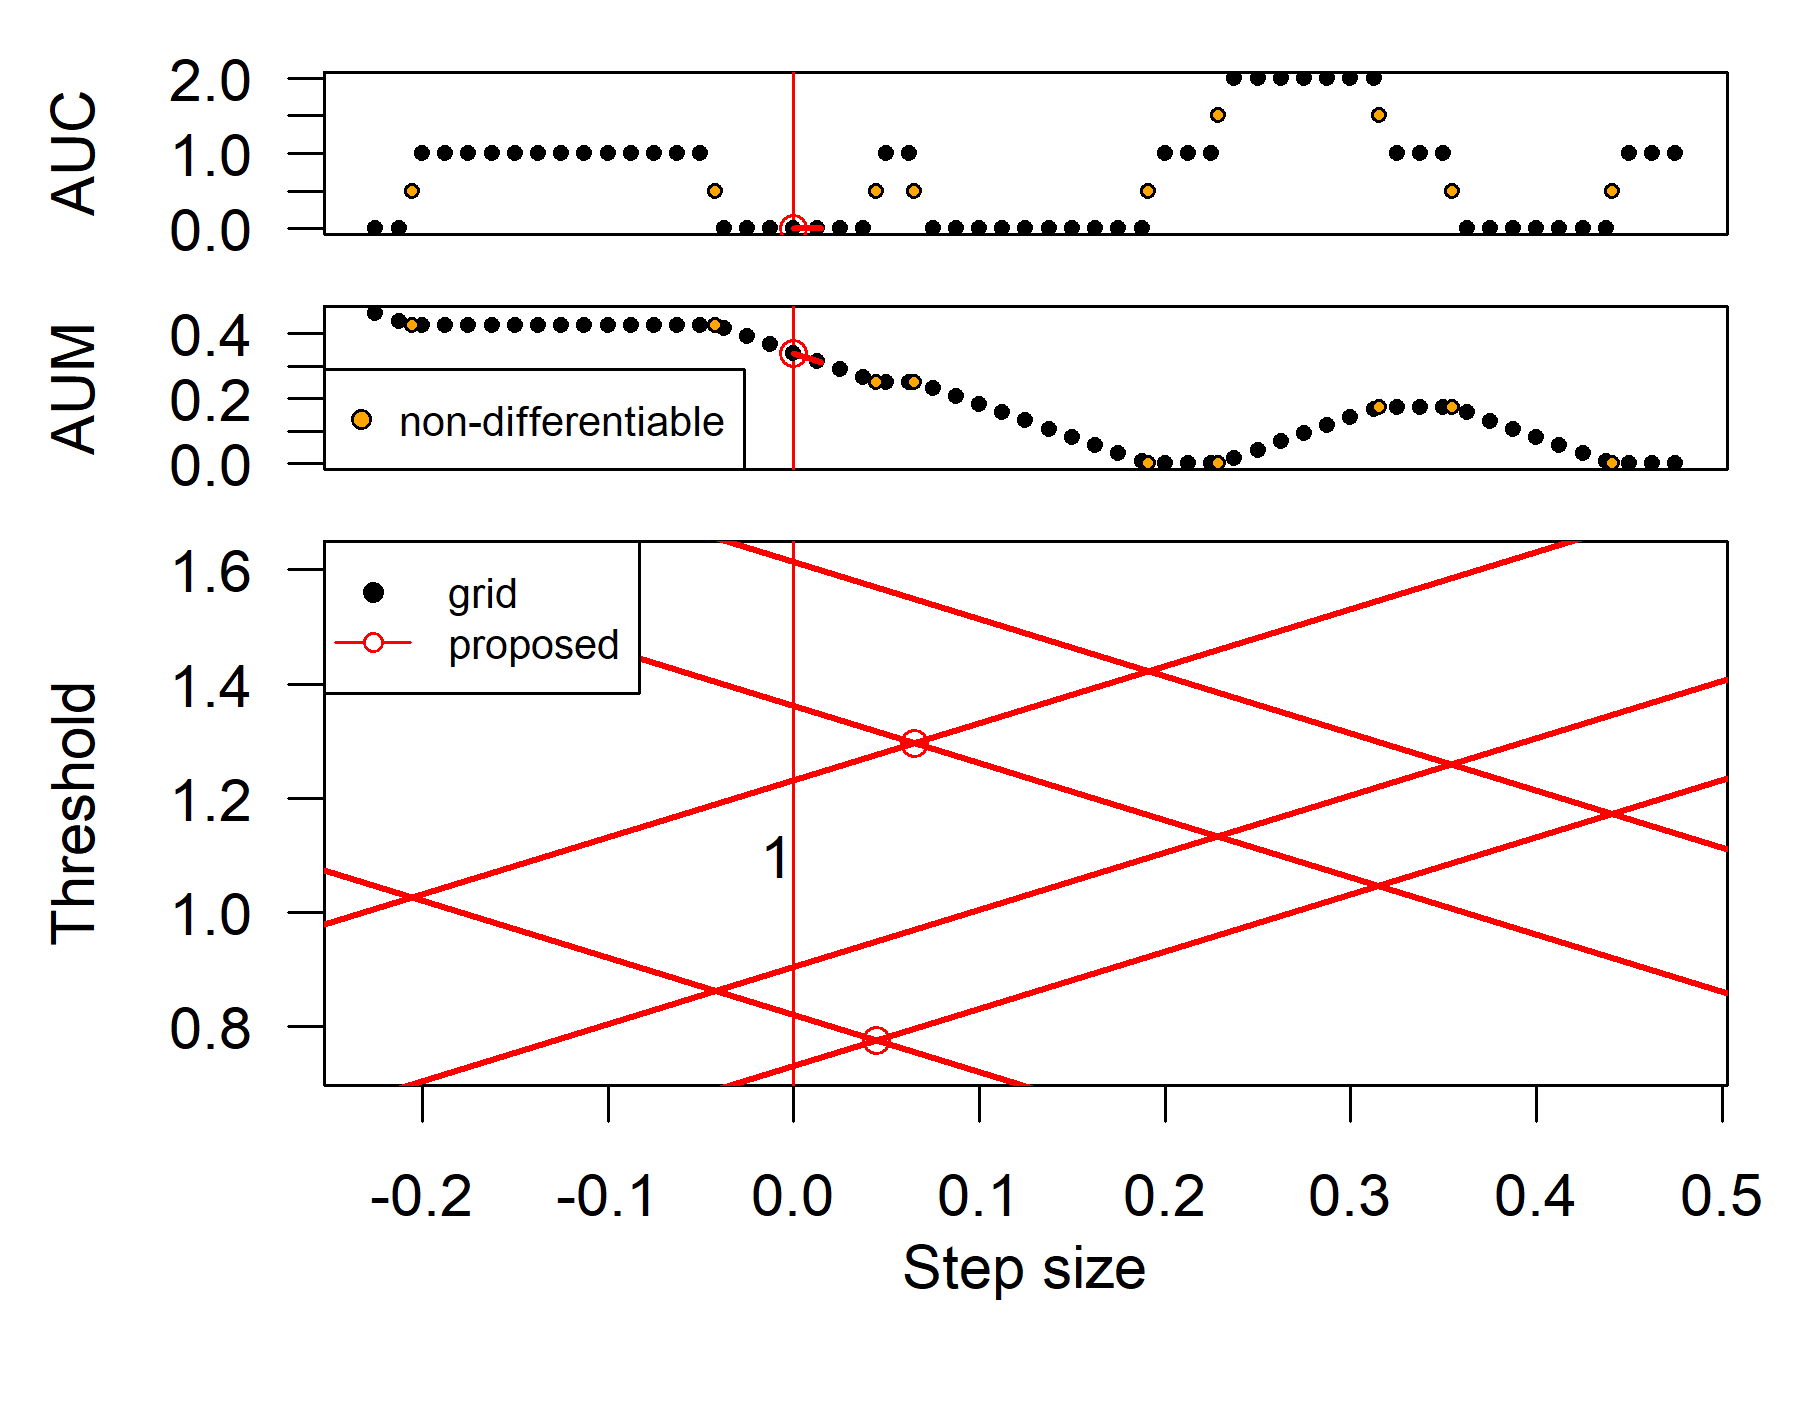 AUC
2.0
1.0
0.0
AUM
0.4
0.2
0.0
non-differentiable
Threshold
1.6
1.4
1.2
1.0
0.8
grid
proposed
1
-0.2 -0.1 0.0 0.1 0.2 0.3 0.4 0.5
Step size